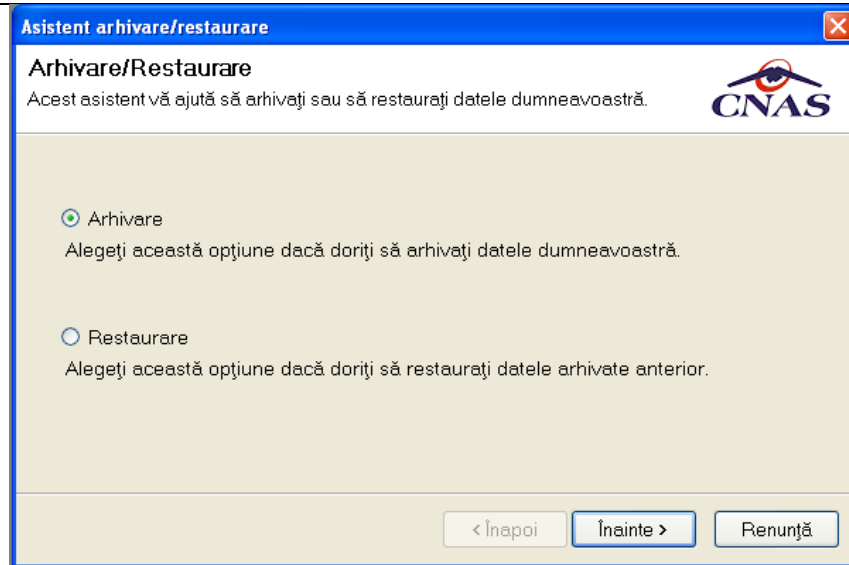 Asistent arhivare/restaurare
Arhivare/Restaurare
Acest asistent vă ajută să arhivaţi sau să restauraţi datele dumneavoastră.
CNAS
Arhivare
Alegeţi această opţiune dacă doriţi să arhivaţi datele dumneavoastră.
Restaurare
Alegeţi această opţiune dacă doriţi să restauraţi datele arhivate anterior.
< Înapoi
Înainte >
Renunţă